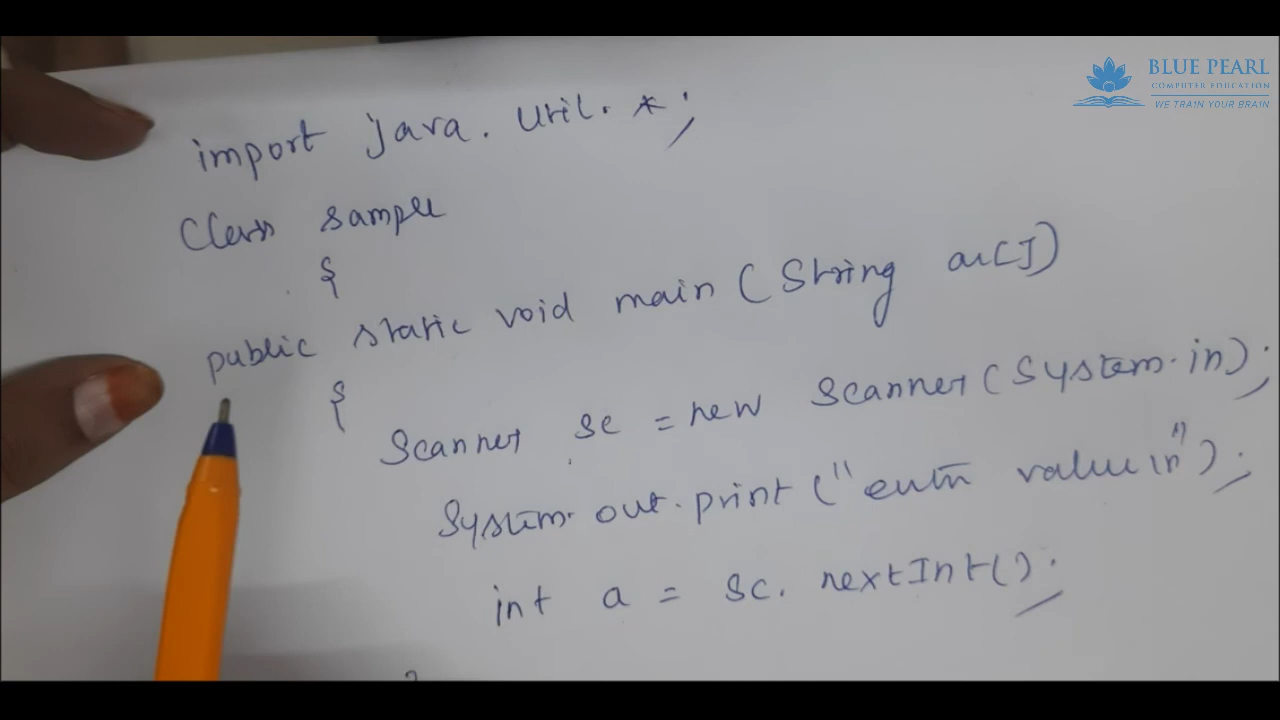 BLUE PEARL
COMPUTER EDUCATION
WE TRAIN YOUR BRAIN
import java.util.*;
Class sample
{
public static void main (String ar[])
{
Scanner sc = new Scanner (System.in);
System.out.print ("enter value in");
int a = sc.nextInt();